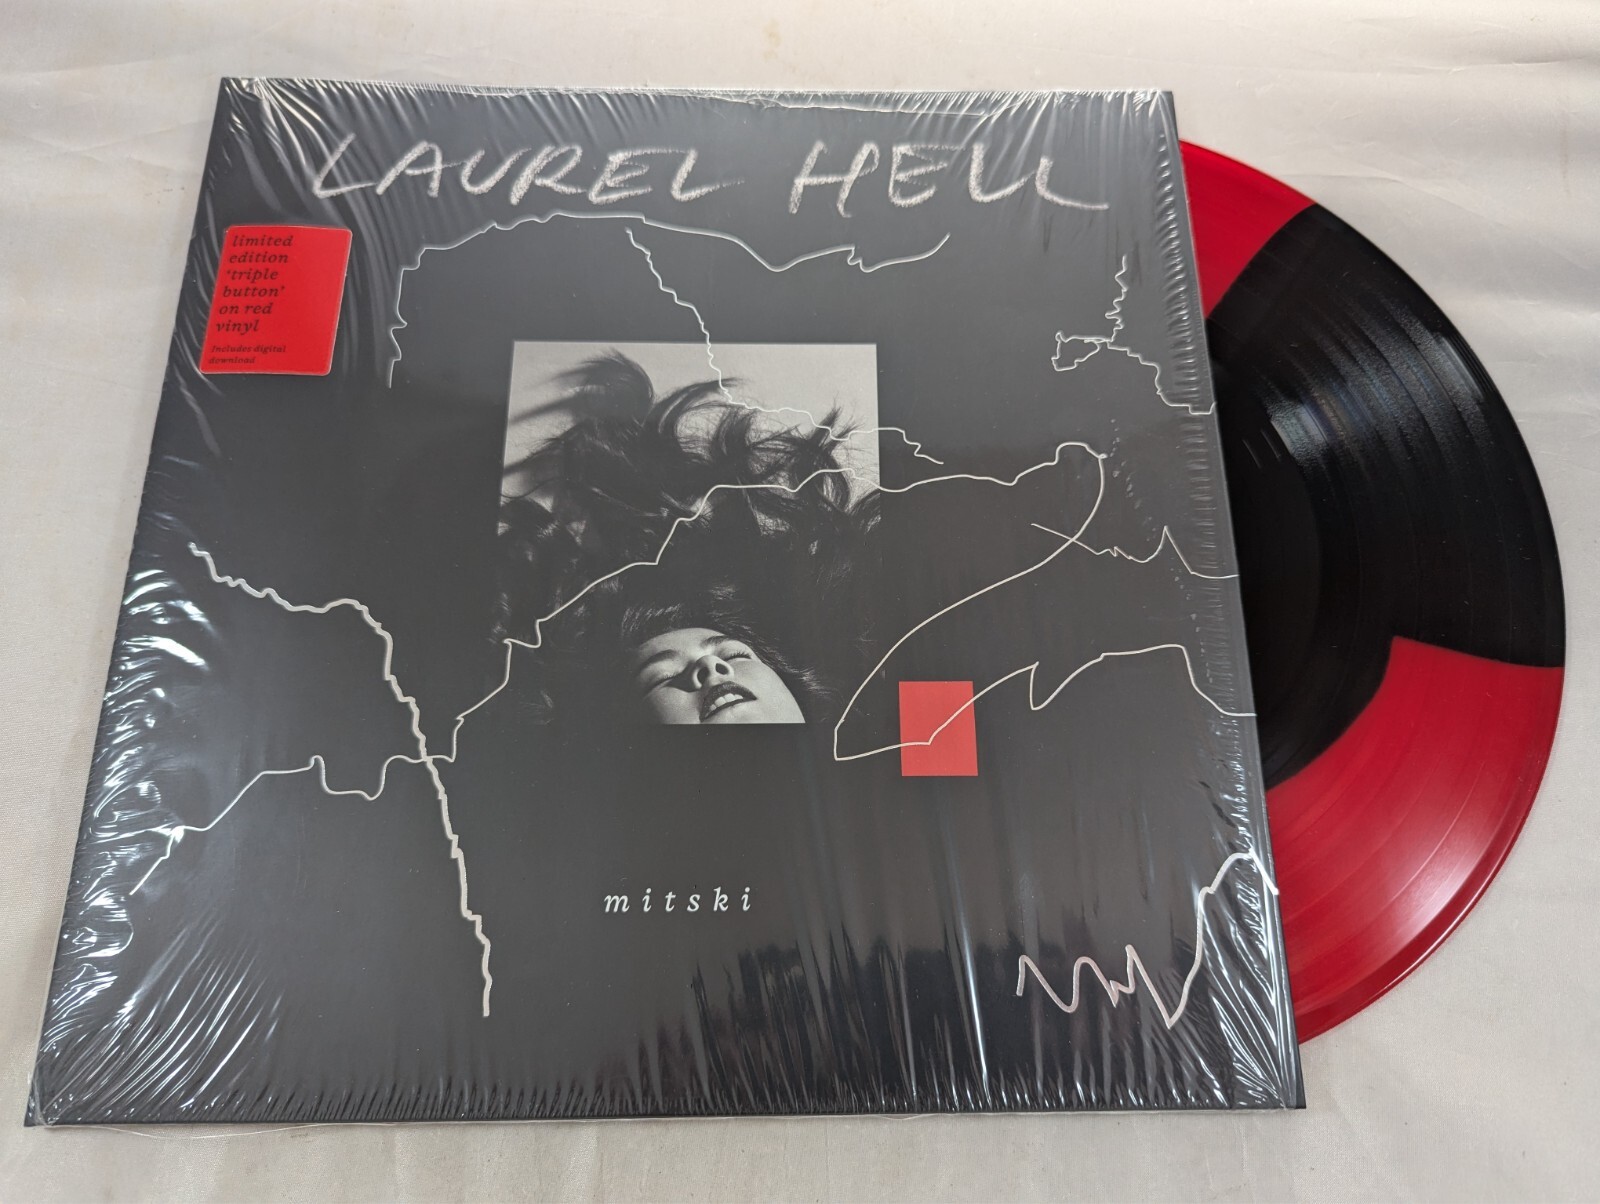 LAUREL HELL
limited
edition
'triple
button'
on red
vinyl
Includes digital
download
mitski